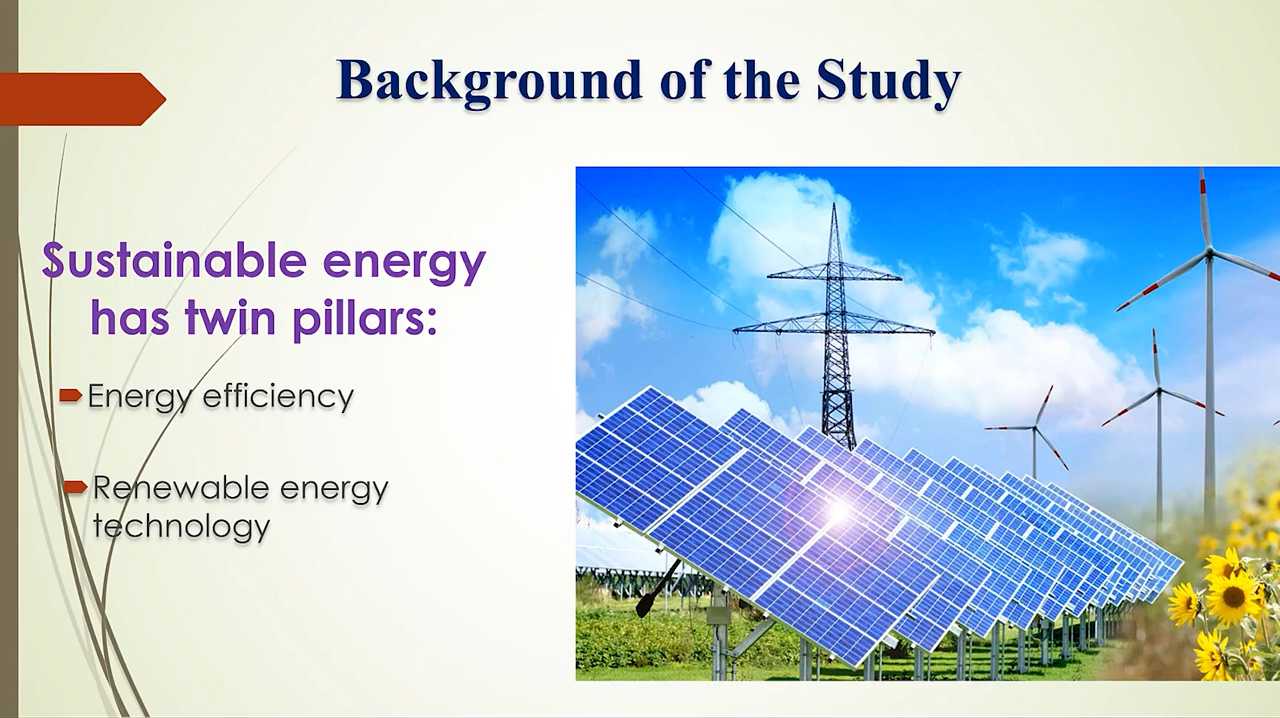 Background of the Study
Sustainable energy
has twin pillars:
Energy efficiency
Renewable energy
technology